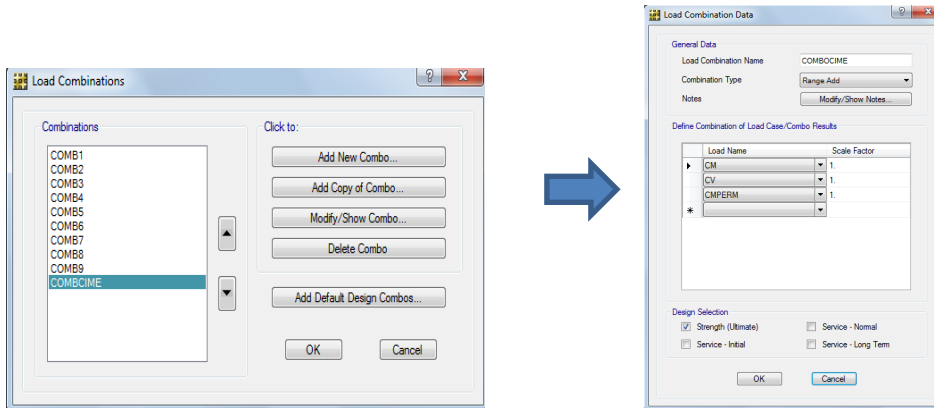 Load Combinations
Combinations
COMB1
COMB2
COMB3
COMB4
COMB5
COMB6
COMB7
COMB8
COMB9
COMBCIME
Click to:
Add New Combo...
Add Copy of Combo...
Modify/Show Combo...
Delete Combo
Add Default Design Combos...
OK Cancel
Load Combination Data
General Data
Load Combination Name COMBOCIME
Combination Type Range Add
Notes Modify/Show Notes...
Define Combination of Load Case/Combo Results
Load Name Scale Factor
CM 1.
CV 1.
CMPERM 1.
Design Selection
Strength (Ultimate) Service - Normal
Service - Initial Service - Long Term
OK Cancel